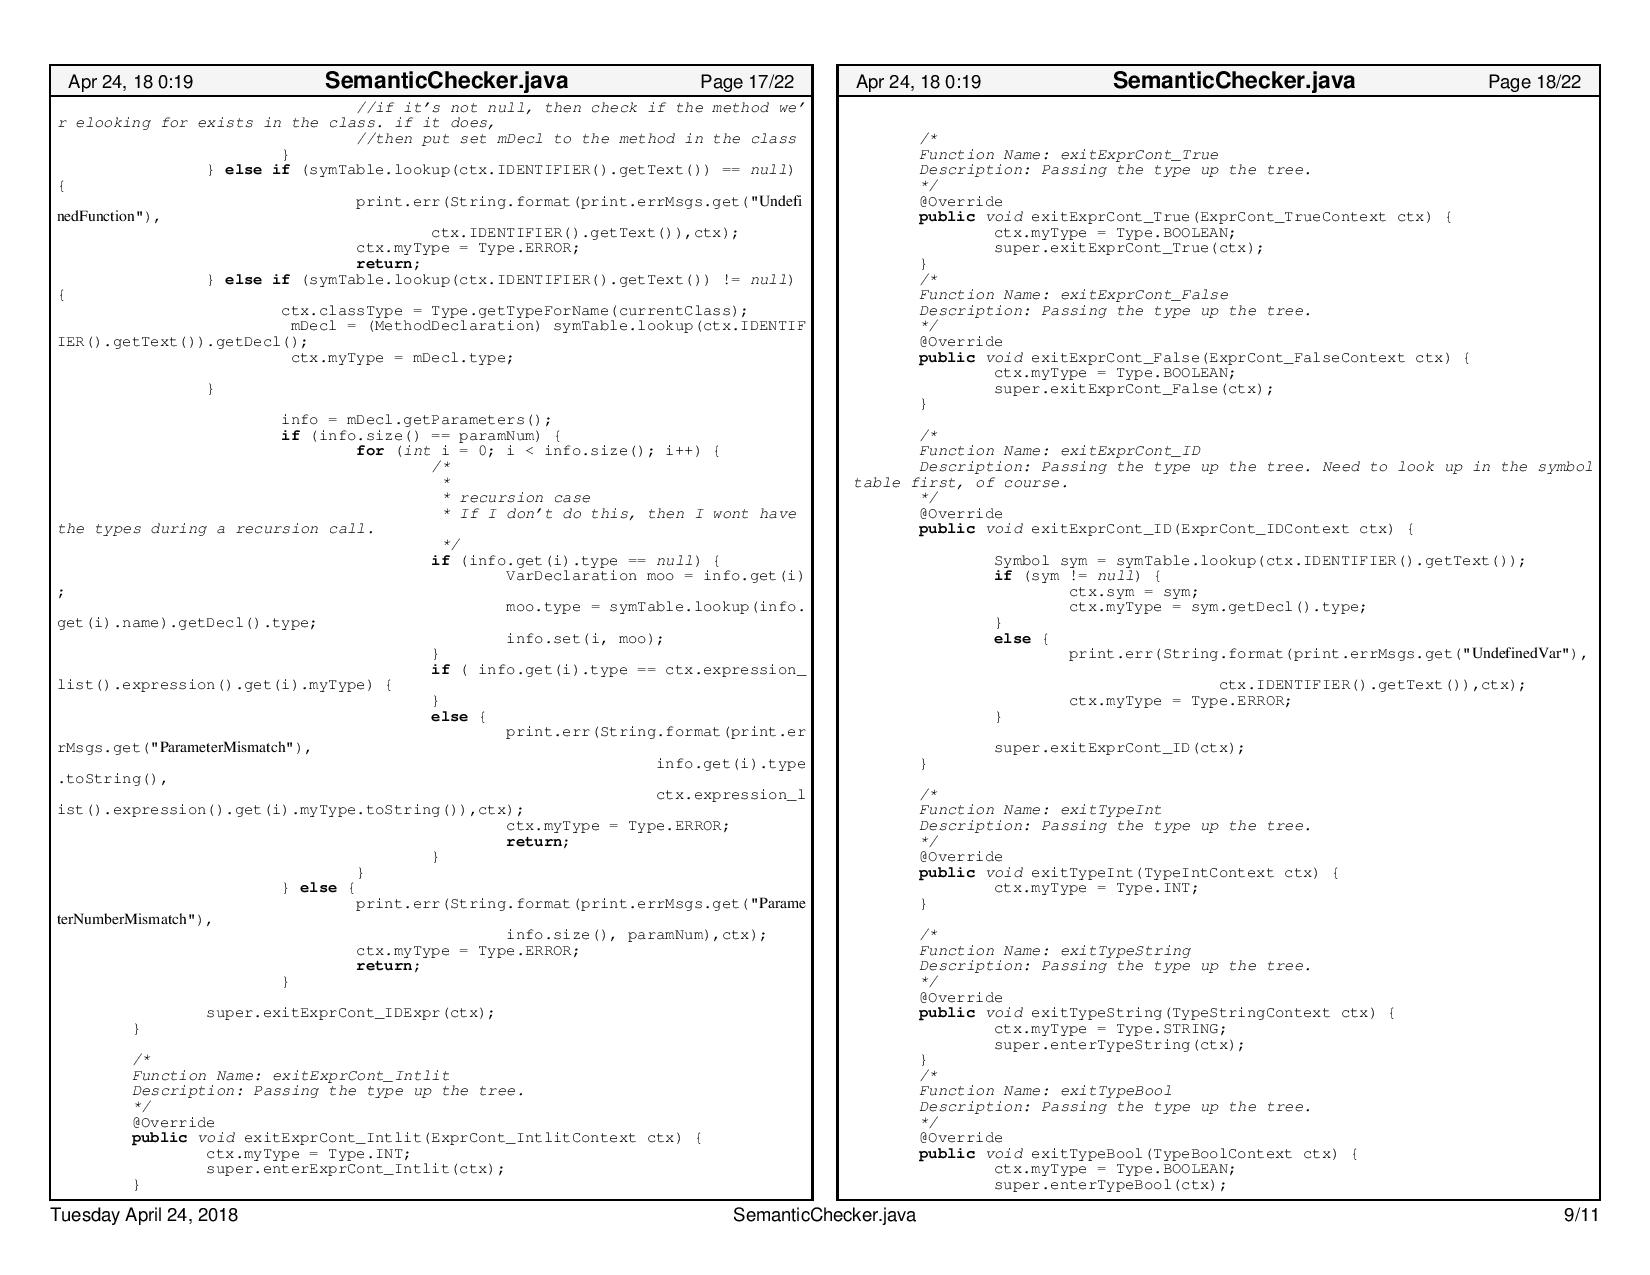 Apr 24, 18 0:19 SemanticChecker.java Page 17/22
//if it's not null, then check if the method we'
r elooking for exists in the class. if it does,
//then put set mDecl to the method in the class
}
} else if (symTable.lookup(ctx.IDENTIFIER().getText()) == null)
{
print.err(String.format(print.errMsgs.get("Undefi
nedFunction"),
ctx.IDENTIFIER().getText()),ctx);
ctx.myType = Type.ERROR;
return;
} else if (symTable.lookup(ctx.IDENTIFIER().getText()) != null)
{
ctx.classType = Type.getTypeForName(currentClass);
mDecl = (MethodDeclaration) symTable.lookup(ctx.IDENTIF
IER().getText()).getDecl();
ctx.myType = mDecl.type;
}
info = mDecl.getParameters();
if (info.size() == paramNum) {
for (int i = 0; i < info.size(); i++) {
/*
*
* recursion case
* If I don't do this, then I wont have
the types during a recursion call.
*/
if (info.get(i).type == null) {
VarDeclaration moo = info.get(i)
;
moo.type = symTable.lookup(info.
get(i).name).getDecl().type;
info.set(i, moo);
}
if ( info.get(i).type == ctx.expression_
list().expression().get(i).myType) {
}
else {
print.err(String.format(print.er
rMsgs.get("ParameterMismatch"),
info.get(i).type
.toString(),
ctx.expression_l
ist().expression().get(i).myType.toString()),ctx);
ctx.myType = Type.ERROR;
return;
}
}
} else {
print.err(String.format(print.errMsgs.get("Parame
terNumberMismatch"),
info.size(), paramNum),ctx);
ctx.myType = Type.ERROR;
return;
}
super.exitExprCont_IDExpr(ctx);
}
/*
Function Name: exitExprCont_Intlit
Description: Passing the type up the tree.
*/
@Override
public void exitExprCont_Intlit(ExprCont_IntlitContext ctx) {
ctx.myType = Type.INT;
super.enterExprCont_Intlit(ctx);
}
Apr 24, 18 0:19 SemanticChecker.java Page 18/22
/*
Function Name: exitExprCont_True
Description: Passing the type up the tree.
*/
@Override
public void exitExprCont_True(ExprCont_TrueContext ctx) {
ctx.myType = Type.BOOLEAN;
super.exitExprCont_True(ctx);
}
/*
Function Name: exitExprCont_False
Description: Passing the type up the tree.
*/
@Override
public void exitExprCont_False(ExprCont_FalseContext ctx) {
ctx.myType = Type.BOOLEAN;
super.exitExprCont_False(ctx);
}
/*
Function Name: exitExprCont_ID
Description: Passing the type up the tree. Need to look up in the symbol
table first, of course.
*/
@Override
public void exitExprCont_ID(ExprCont_IDContext ctx) {
Symbol sym = symTable.lookup(ctx.IDENTIFIER().getText());
if (sym != null) {
ctx.sym = sym;
ctx.myType = sym.getDecl().type;
}
else {
print.err(String.format(print.errMsgs.get("UndefinedVar"),
ctx.IDENTIFIER().getText()),ctx);
ctx.myType = Type.ERROR;
}
super.exitExprCont_ID(ctx);
}
/*
Function Name: exitTypeInt
Description: Passing the type up the tree.
*/
@Override
public void exitTypeInt(TypeIntContext ctx) {
ctx.myType = Type.INT;
}
/*
Function Name: exitTypeString
Description: Passing the type up the tree.
*/
@Override
public void exitTypeString(TypeStringContext ctx) {
ctx.myType = Type.STRING;
super.enterTypeString(ctx);
}
/*
Function Name: exitTypeBool
Description: Passing the type up the tree.
*/
@Override
public void exitTypeBool(TypeBoolContext ctx) {
ctx.myType = Type.BOOLEAN;
super.enterTypeBool(ctx);
Tuesday April 24, 2018 SemanticChecker.java 9/11